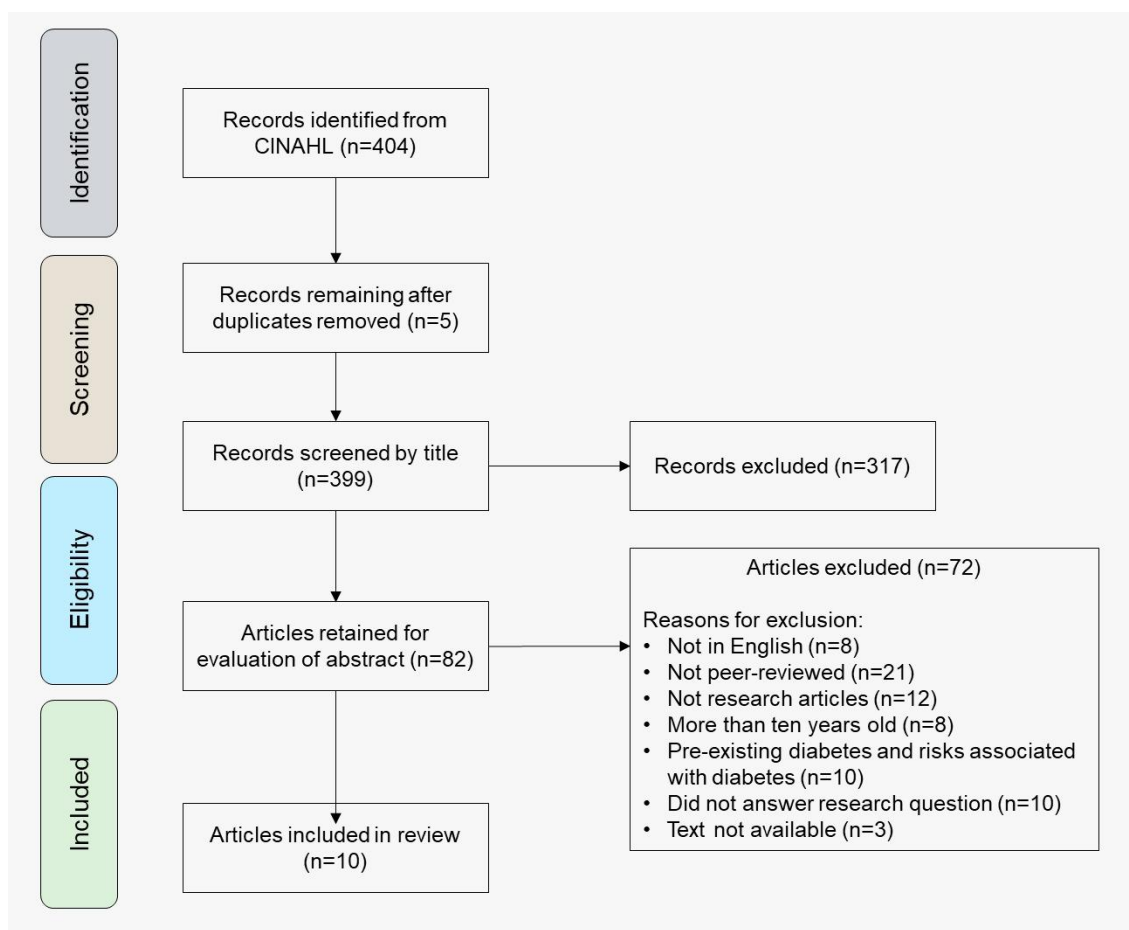 Identification
Records identified from
CINAHL (n=404)
Screening
Records remaining after
duplicates removed (n=5)
Records screened by title
(n=399)
Records excluded (n=317)
Eligibility
Articles retained for
evaluation of abstract (n=82)
Articles excluded (n=72)
Reasons for exclusion:
• Not in English (n=8)
• Not peer-reviewed (n=21)
• Not research articles (n=12)
• More than ten years old (n=8)
• Pre-existing diabetes and risks associated
with diabetes (n=10)
• Did not answer research question (n=10)
• Text not available (n=3)
Included
Articles included in review
(n=10)